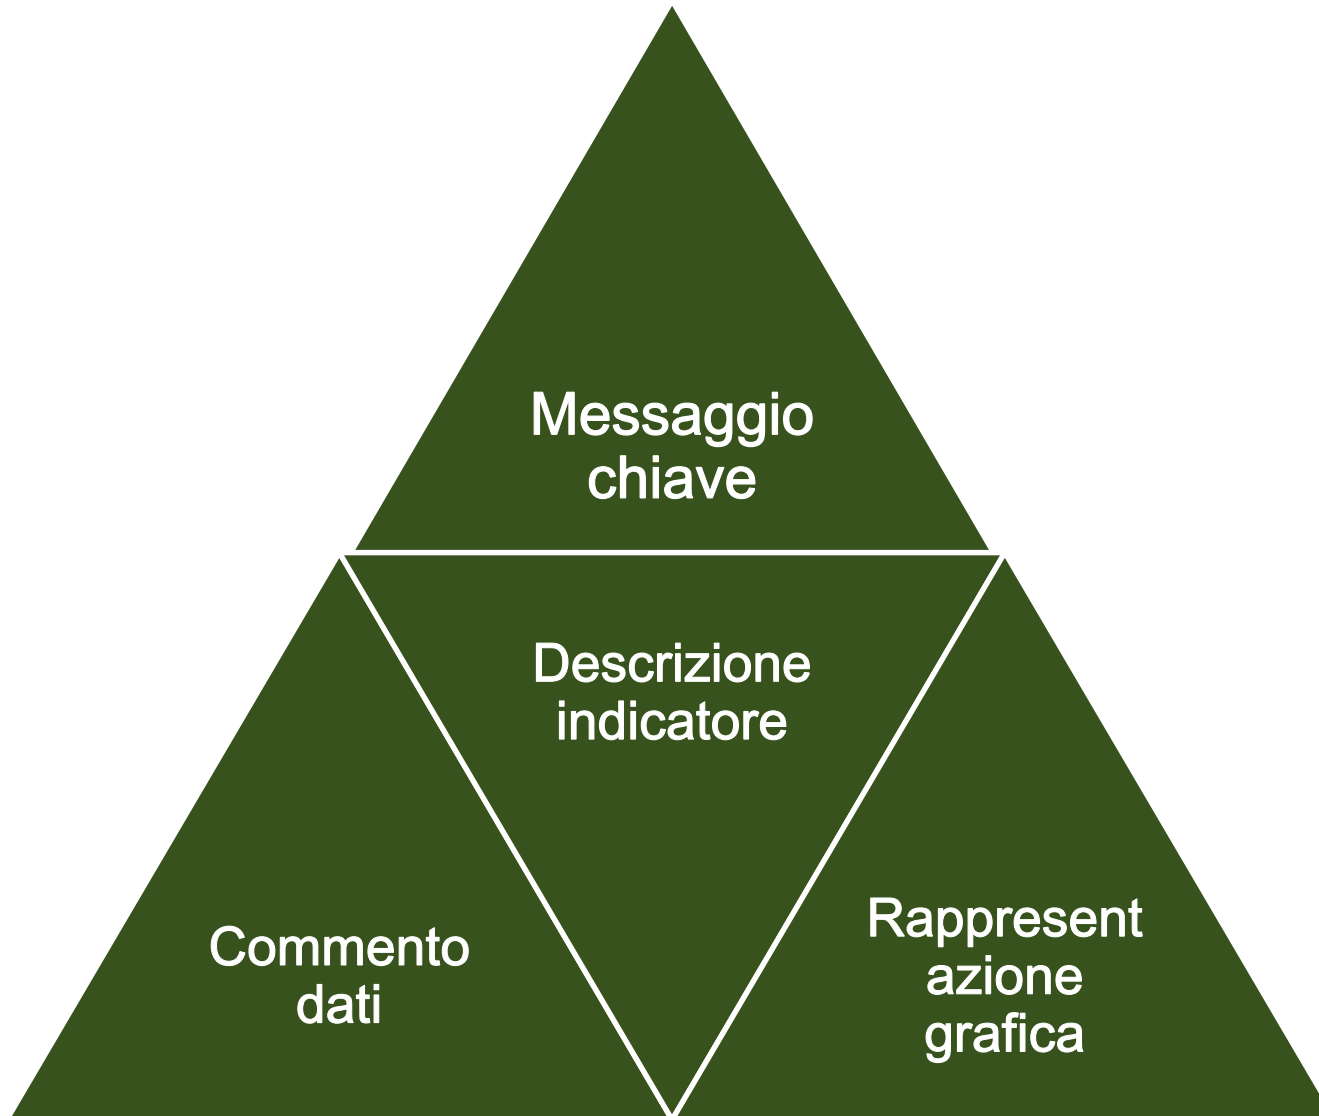 Messaggio
chiave
Descrizione
indicatore
Commento
dati
Rappresent
azione
grafica